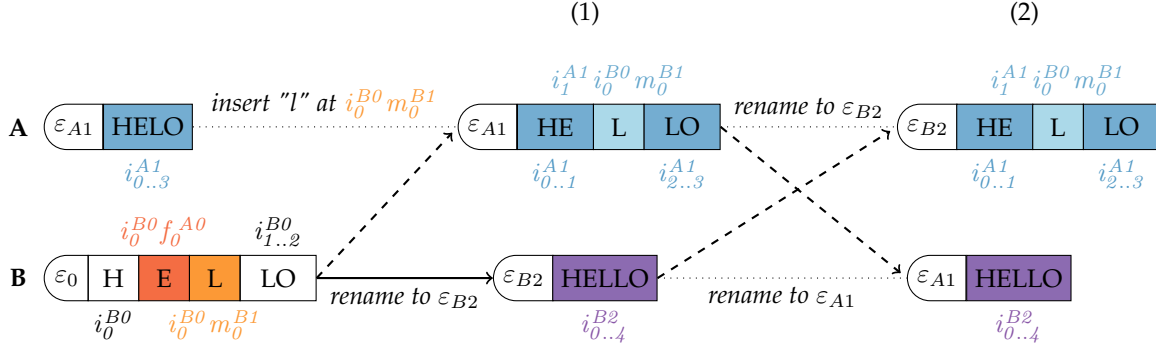 (1) (2)
i_1^{A1} i_0^{B0} m_0^{B1} i_1^{A1} i_0^{B0} m_0^{B1}
A ε_{A1} HELO insert "l" at i_0^{B0} m_0^{B1} ε_{A1} HE L LO rename to ε_{B2} ε_{B2} HE L LO
i_{0..3}^{A1} i_{0..1}^{A1} i_{2..3}^{A1} i_{0..1}^{A1} i_{2..3}^{A1}
i_0^{B0} f_0^{A0} i_{1..2}^{B0}
B ε_0 H E L LO rename to ε_{B2} ε_{B2} HELLO rename to ε_{A1} ε_{A1} HELLO
i_0^{B0} i_0^{B0} m_0^{B1} i_{0..4}^{B2} i_{0..4}^{B2}